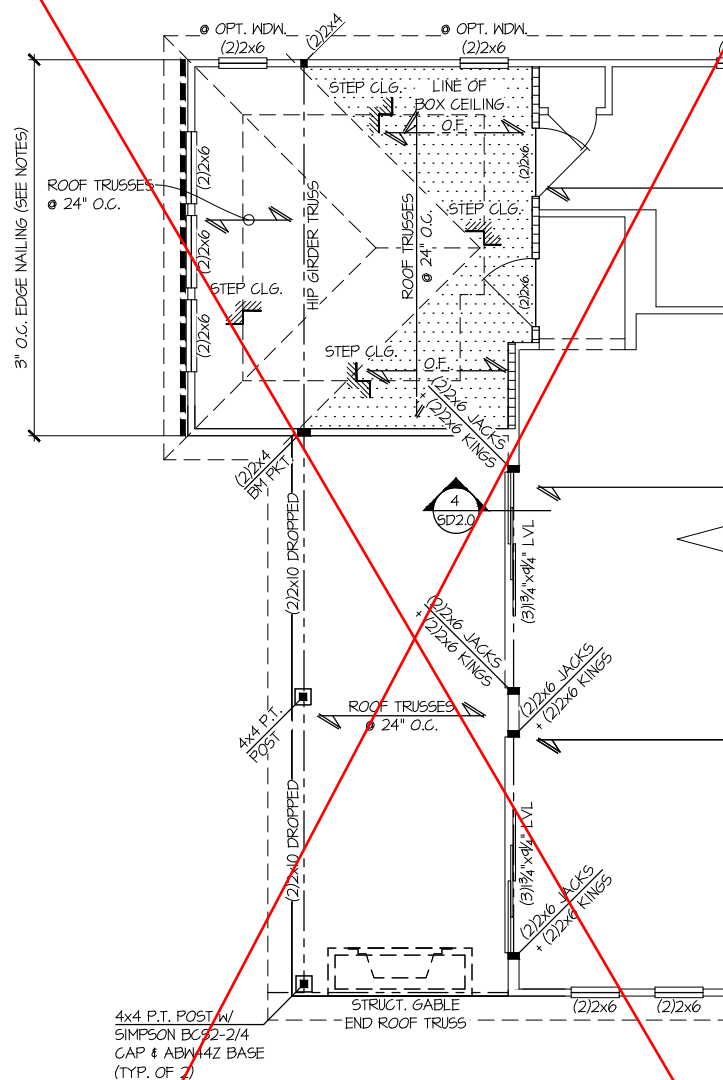 @ OPT. WDW.
(2)2x6
(2)2x4
@ OPT. WDW.
(2)2x6
STEP CLG.
LINE OF
BOX CEILING
O.F.
3" O.C. EDGE NAILING (SEE NOTES)
(2)2x6
(2)2x6
(2)2x6
ROOF TRUSSES
@ 24" O.C.
HIP GIRDER TRUSS
ROOF TRUSSES
@ 24" O.C.
STEP CLG.
(2)2x6
(2)2x6
STEP CLG.
STEP CLG.
O.F.
(2)2x6 JACKS
+ (2)2x6 KINGS
(2)2x4
BM PKT.
4
SD2.0
(2)2x10 DROPPED
(3)1¾"x9¼" LVL
(2)2x6 JACKS
+ (2)2x6 KINGS
(2)2x6 JACKS
+ (2)2x6 KINGS
ROOF TRUSSES
@ 24" O.C.
4x4 P.T.
POST
(2)2x10 DROPPED
(3)1¾"x9¼" LVL
(2)2x6 JACKS
+ (2)2x6 KINGS
STRUCT. GABLE
END ROOF TRUSS
(2)2x6
(2)2x6
4x4 P.T. POST W/
SIMPSON BCS2-2/4
CAP & ABW44Z BASE
(TYP. OF 2)